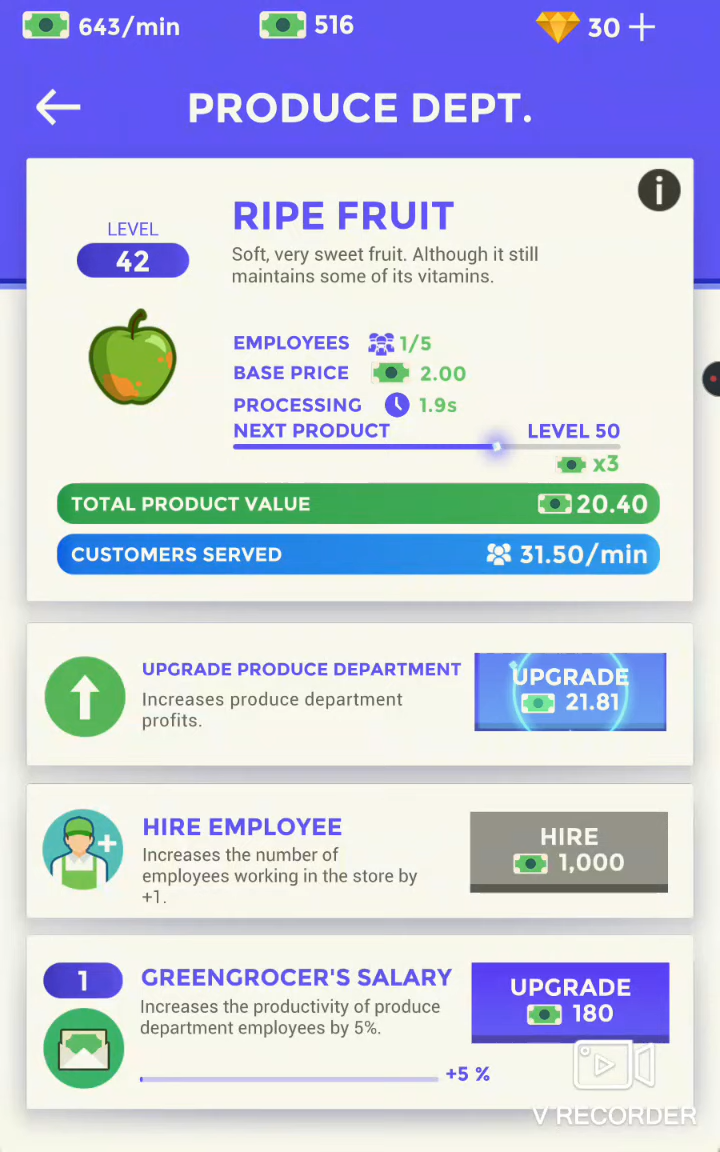 643/min 516 30 +
PRODUCE DEPT.
i
RIPE FRUIT
LEVEL
42
Soft, very sweet fruit. Although it still
maintains some of its vitamins.
EMPLOYEES 1/5
BASE PRICE 2.00
PROCESSING 1.9s
NEXT PRODUCT LEVEL 50
x3
TOTAL PRODUCT VALUE 20.40
CUSTOMERS SERVED 31.50/min
UPGRADE PRODUCE DEPARTMENT
Increases produce department
profits.
UPGRADE
21.81
HIRE EMPLOYEE
Increases the number of
employees working in the store by
+1.
HIRE
1,000
1
GREENGROCER'S SALARY
Increases the productivity of produce
department employees by 5%.
+5 %
UPGRADE
180
V RECORDER